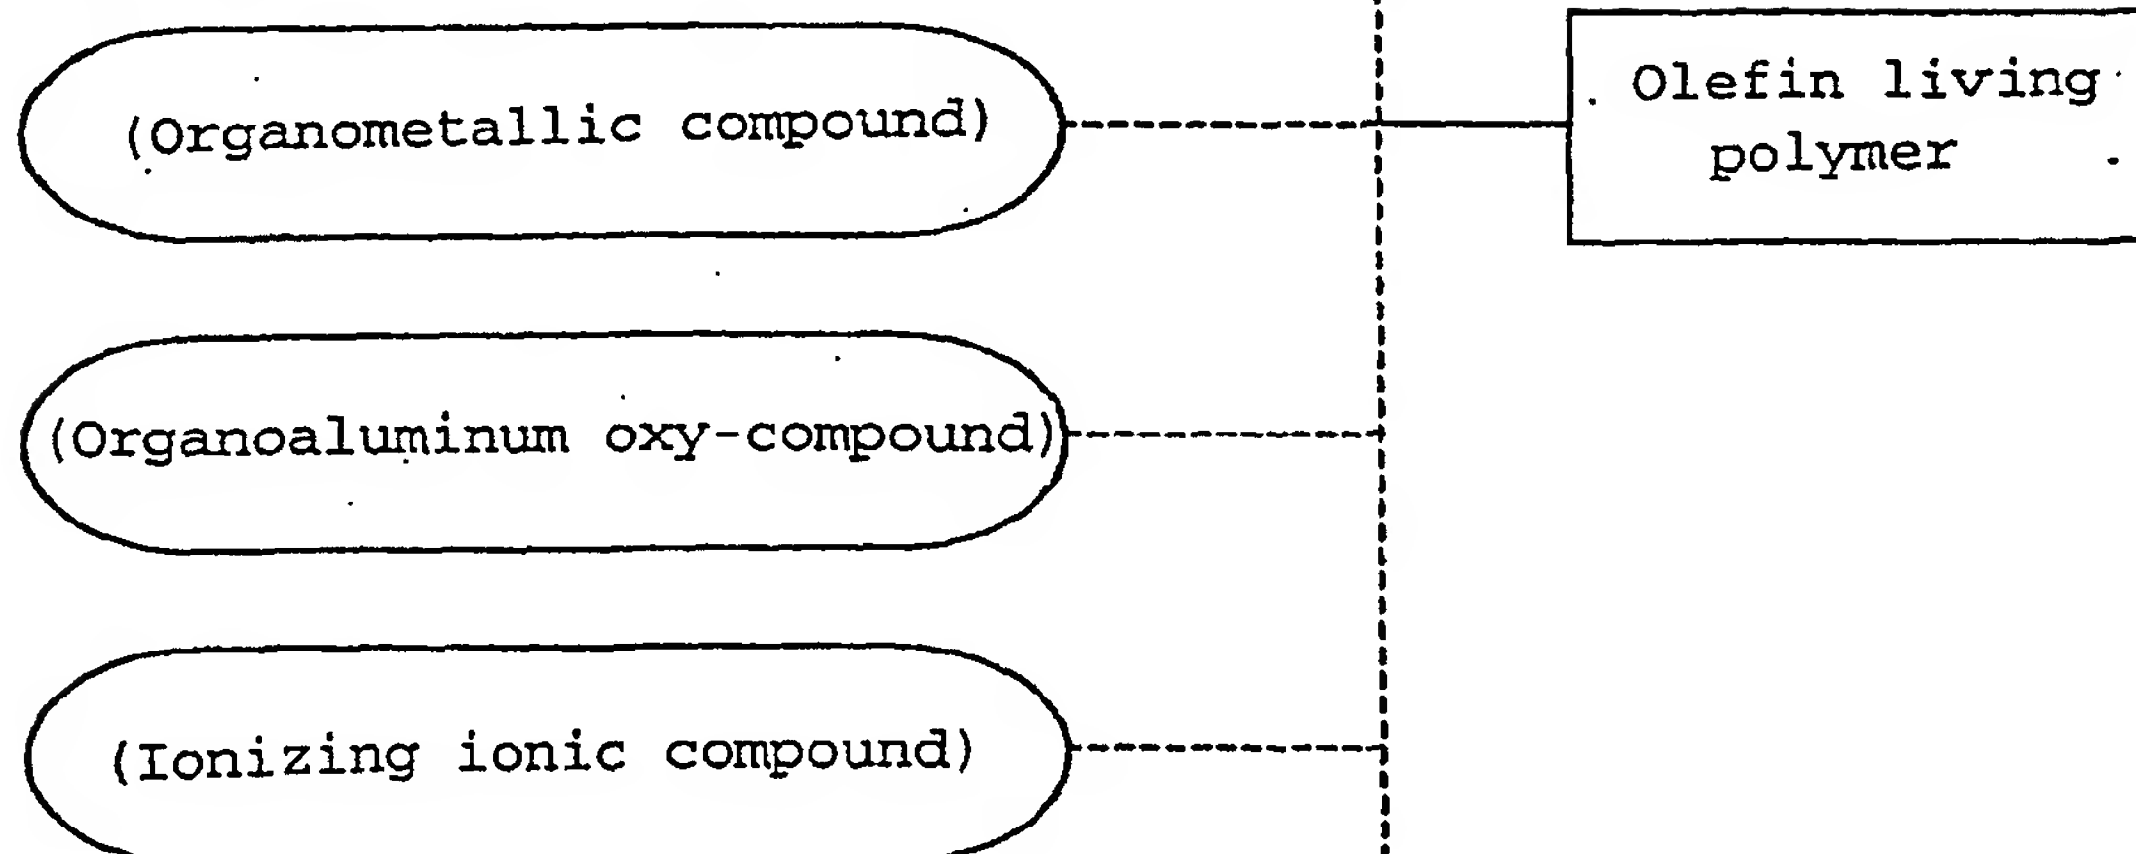 (Organometallic compound)
Olefin living
polymer
(Organoaluminum oxy-compound)
(Ionizing ionic compound)